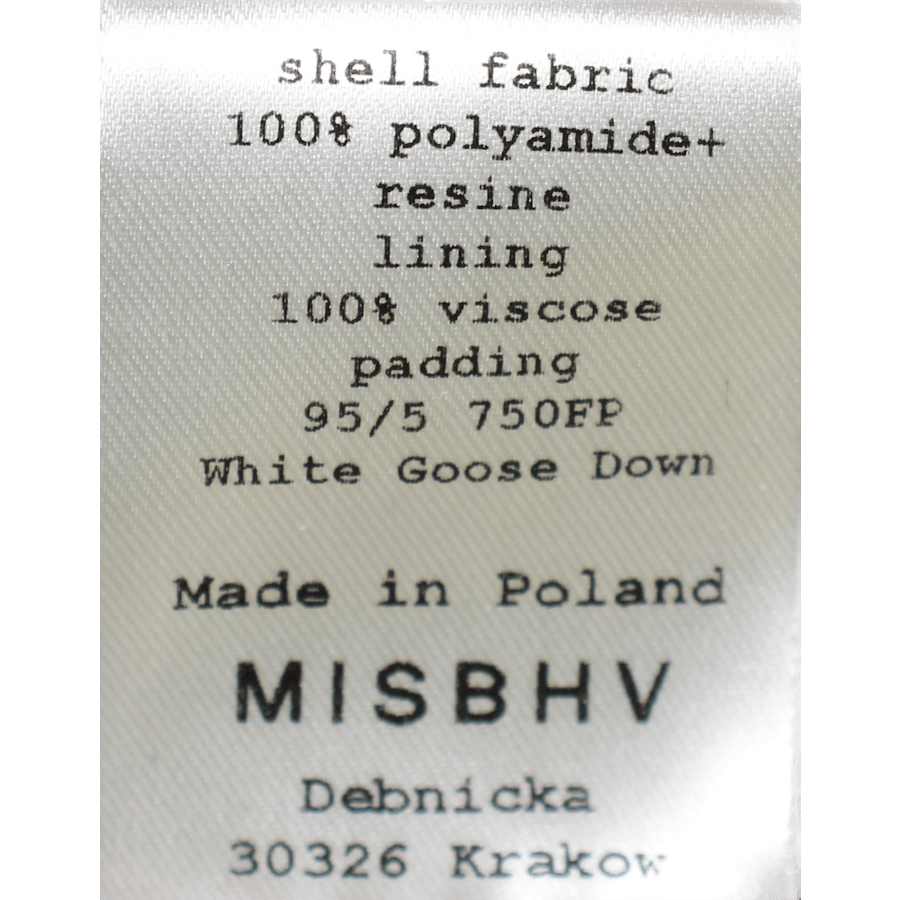 shell fabric
100% polyamide+
resine
lining
100% viscose
padding
95/5 750FP
White Goose Down
Made in Poland
MISBHV
Debnicka
30326 Krakow